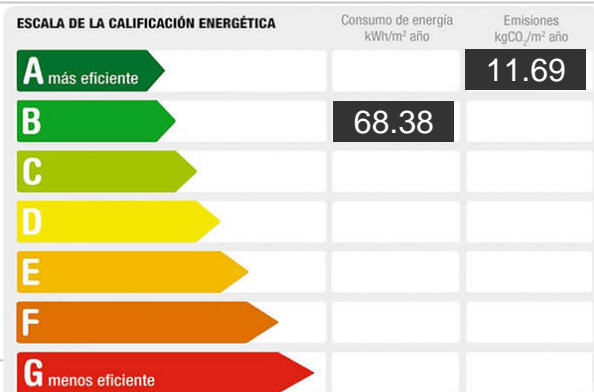 ESCALA DE LA CALIFICACIÓN ENERGÉTICA
Consumo de energía
kWh/m² año
Emisiones
kgCO₂/m² año
A más eficiente
11.69
B
68.38
C
D
E
F
G menos eficiente